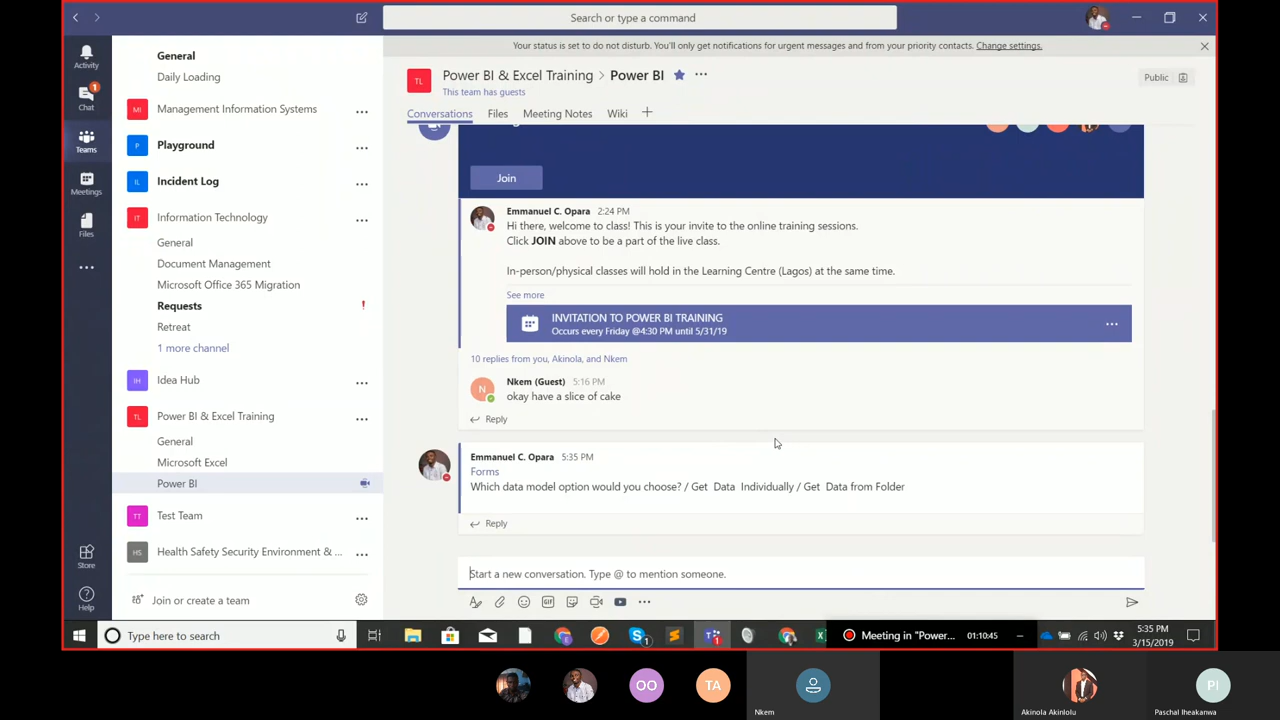 Search or type a command
Your status is set to do not disturb. You'll only get notifications for urgent messages and from your priority contacts. Change settings.
Activity
Chat
1
Teams
Meetings
Files
Store
Help
General
Daily Loading
MI Management Information Systems
P Playground
IL Incident Log
IT Information Technology
General
Document Management
Microsoft Office 365 Migration
Requests !
Retreat
1 more channel
IH Idea Hub
TL Power BI & Excel Training
General
Microsoft Excel
Power BI
TT Test Team
HS Health Safety Security Environment & ...
Join or create a team
TL Power BI & Excel Training > Power BI
This team has guests
Public
Conversations Files Meeting Notes Wiki
Join
Emmanuel C. Opara 2:24 PM
Hi there, welcome to class! This is your invite to the online training sessions.
Click JOIN above to be a part of the live class.
In-person/physical classes will hold in the Learning Centre (Lagos) at the same time.
See more
INVITATION TO POWER BI TRAINING
Occurs every Friday @4:30 PM until 5/31/19
10 replies from you, Akinola, and Nkem
N Nkem (Guest) 5:16 PM
okay have a slice of cake
Reply
Emmanuel C. Opara 5:35 PM
Forms
Which data model option would you choose? / Get Data Individually / Get Data from Folder
Reply
Start a new conversation. Type @ to mention someone.
GIF
Type here to search
Meeting in "Power... 01:10:45
5:35 PM
3/15/2019
OO
TA
Nkem
Akinola Akinlolu
PI
Paschal Iheakanwa